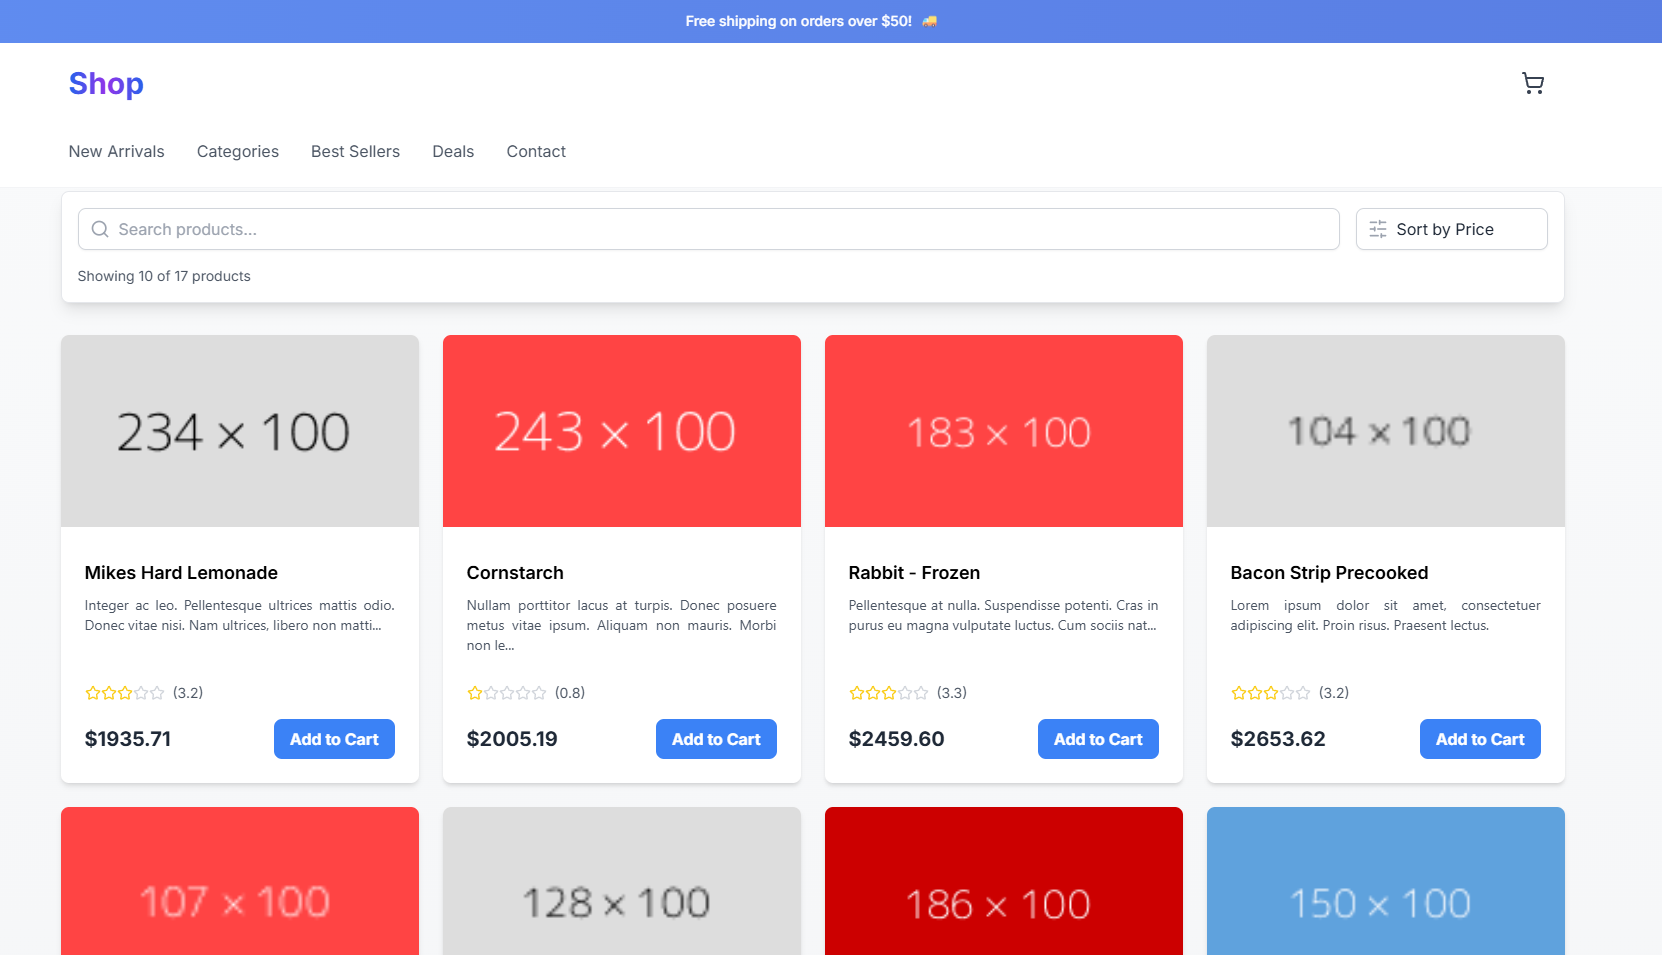 Free shipping on orders over $50! 🚚
Shop
New Arrivals Categories Best Sellers Deals Contact
Search products...
Sort by Price
Showing 10 of 17 products
234 × 100
243 × 100
183 × 100
104 × 100
Mikes Hard Lemonade
Integer ac leo. Pellentesque ultrices mattis odio.
Donec vitae nisi. Nam ultrices, libero non matti...
(3.2)
$1935.71
Add to Cart
Cornstarch
Nullam porttitor lacus at turpis. Donec posuere
metus vitae ipsum. Aliquam non mauris. Morbi
non le...
(0.8)
$2005.19
Add to Cart
Rabbit - Frozen
Pellentesque at nulla. Suspendisse potenti. Cras in
purus eu magna vulputate luctus. Cum sociis nat...
(3.3)
$2459.60
Add to Cart
Bacon Strip Precooked
Lorem ipsum dolor sit amet, consectetuer
adipiscing elit. Proin risus. Praesent lectus.
(3.2)
$2653.62
Add to Cart
107 × 100
128 × 100
186 × 100
150 × 100